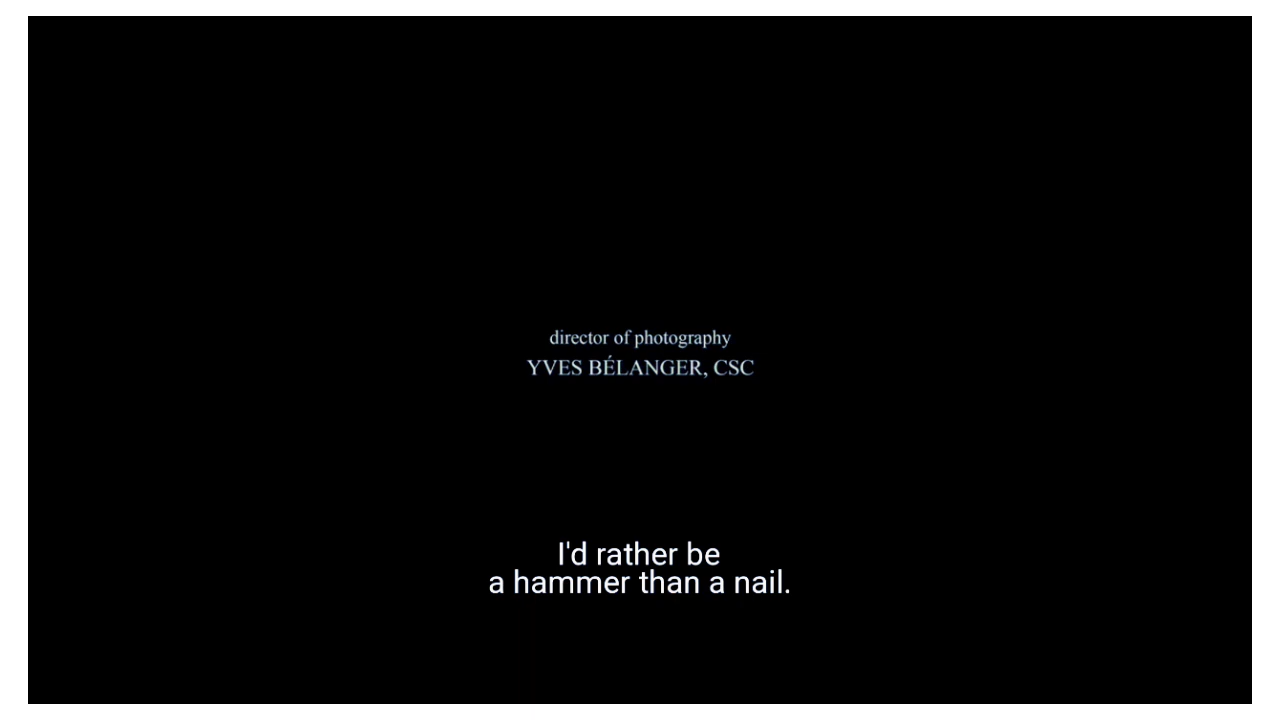 director of photography
YVES BÉLANGER, CSC
I'd rather be
a hammer than a nail.